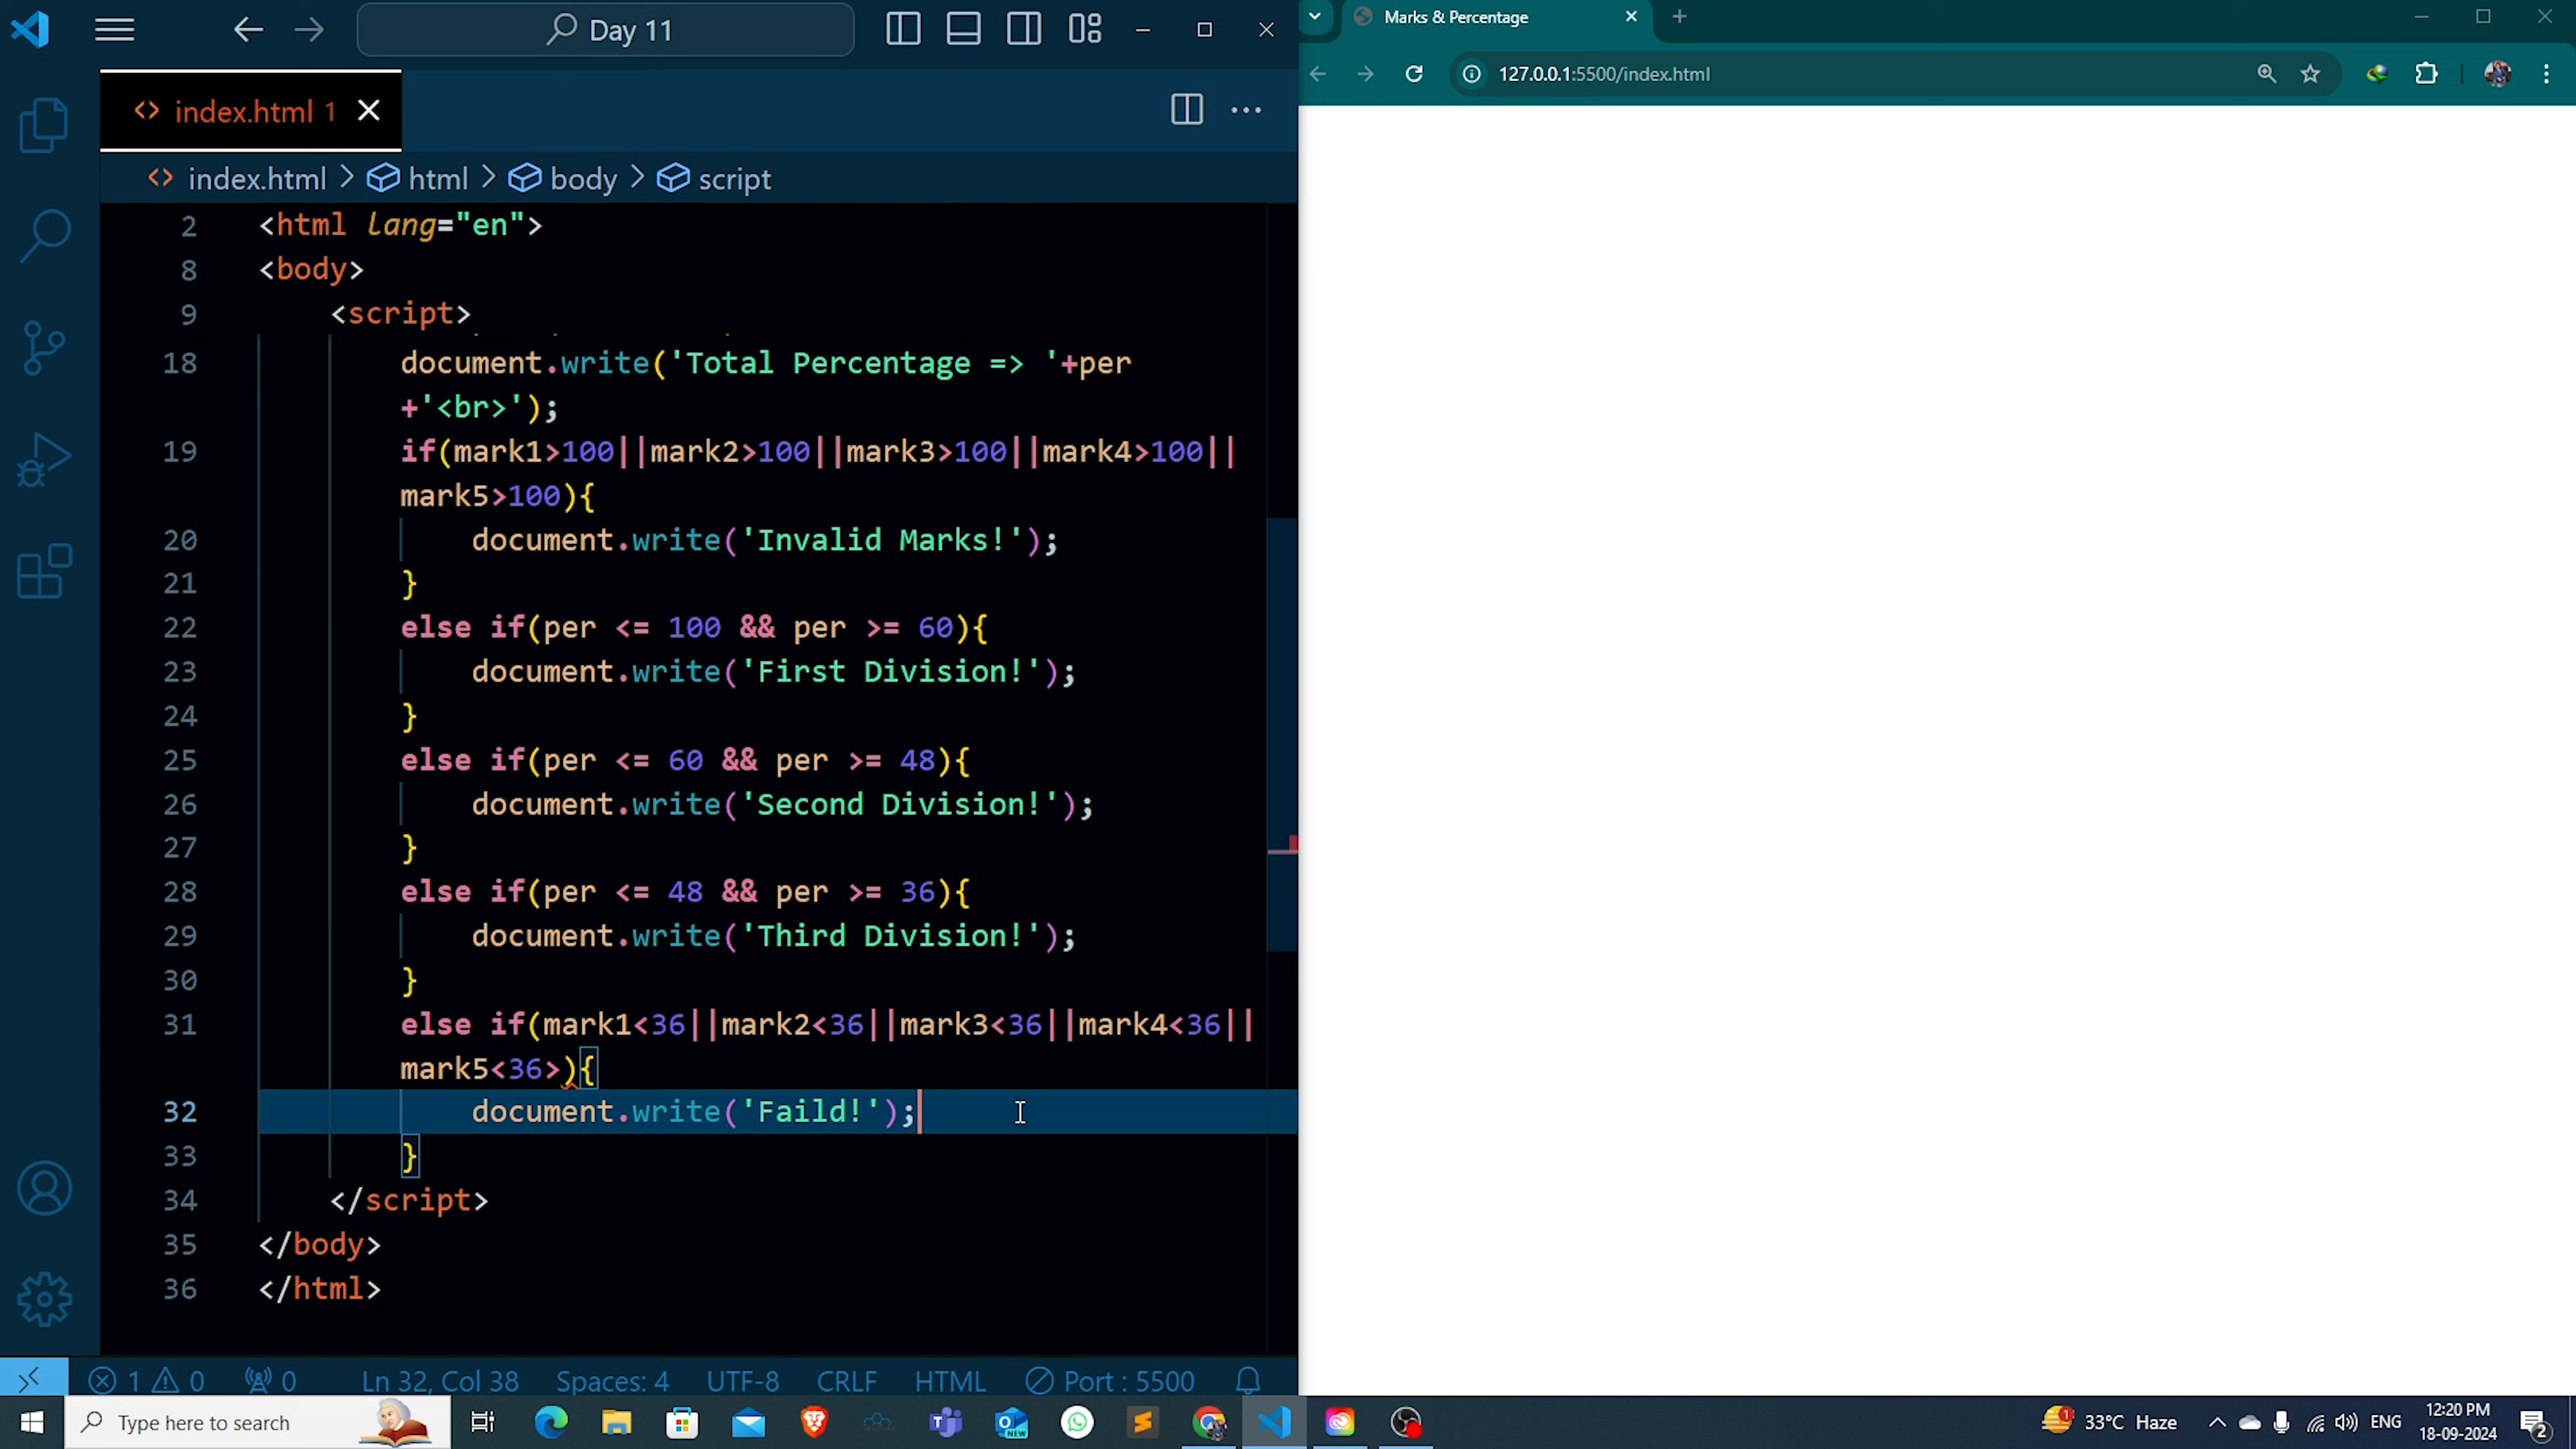 Day 11
index.html 1
index.html > html > body > script
2 <html lang="en">
8 <body>
9 <script>
18 document.write('Total Percentage => '+per
+'<br>');
19 if(mark1>100||mark2>100||mark3>100||mark4>100||
mark5>100){
20 document.write('Invalid Marks!');
21 }
22 else if(per <= 100 && per >= 60){
23 document.write('First Division!');
24 }
25 else if(per <= 60 && per >= 48){
26 document.write('Second Division!');
27 }
28 else if(per <= 48 && per >= 36){
29 document.write('Third Division!');
30 }
31 else if(mark1<36||mark2<36||mark3<36||mark4<36||
mark5<36>){
32 document.write('Faild!');
33 }
34 </script>
35 </body>
36 </html>
1 0 0 Ln 32, Col 38 Spaces: 4 UTF-8 CRLF HTML Port : 5500
Marks & Percentage
127.0.0.1:5500/index.html
Type here to search
NEW
1 33°C Haze ENG
12:20 PM
18-09-2024
2